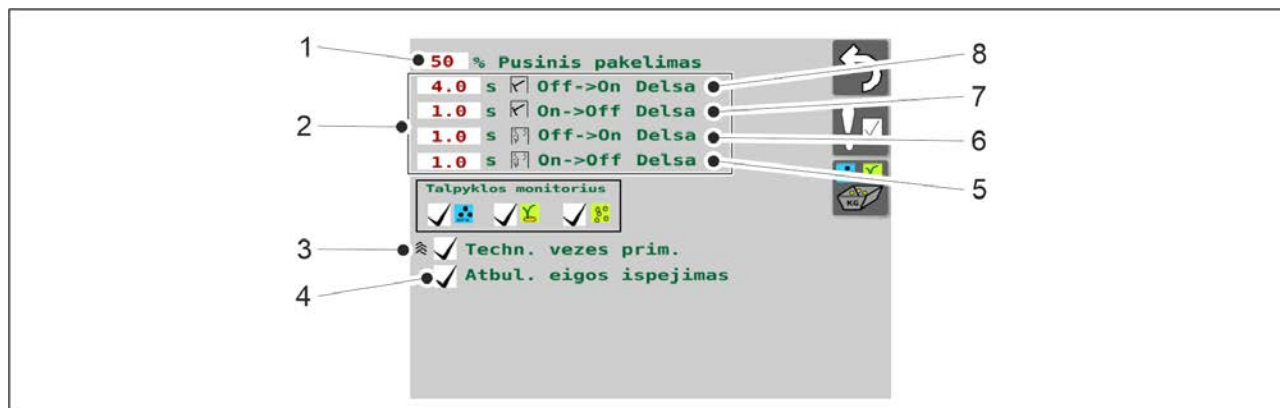 1
50 % Pusinis pakelimas
8
4.0 s Off->On Delsa
7
1.0 s On->Off Delsa
2
1.0 s Off->On Delsa
6
1.0 s On->Off Delsa
5
KG
Talpyklos monitorius
3
Techn. vezes prim.
4
Atbul. eigos ispejimas